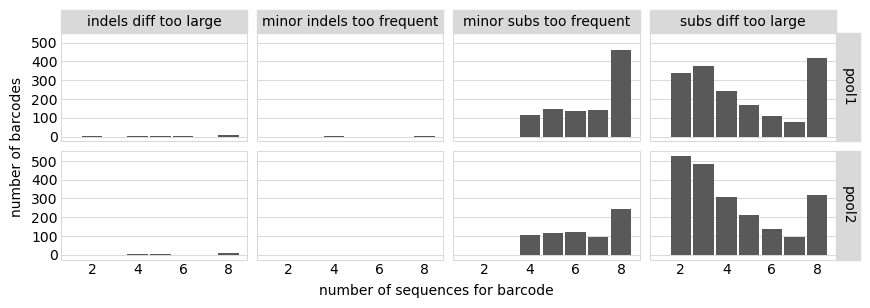 indels diff too large minor indels too frequent minor subs too frequent subs diff too large
500
400
300
200
100
0
pool1
500
400
300
200
100
0
pool2
number of barcodes
2 4 6 8 2 4 6 8 2 4 6 8 2 4 6 8
number of sequences for barcode